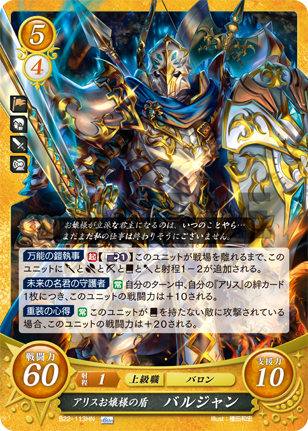 5
4
お嬢様が立派な君主になるのは、いつのことやら…
まだまだ私の仕事は終わりそうにございません。
万能の鎧執事 起【 1】このユニットが戦場を離れるまで、このユニットに と と と と と射程1－2が追加される。
未来の名君の守護者 常 自分のターン中、自分の『アリス』の絆カード1枚につき、このユニットの戦闘力は＋10される。
重装の心得 常 このユニットが を持たない敵に攻撃されている場合、このユニットの戦闘力は＋20される。
戦闘力
60
射程 1
上級職
バロン
支援力
10
アリスお嬢様の盾 バルジャン
B22-113HN
Illust.